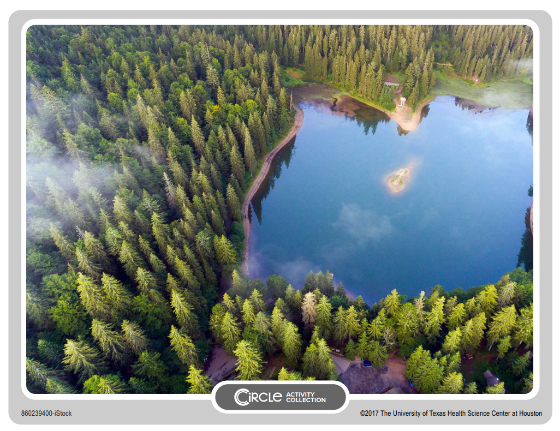 CIRCLE ACTIVITY
COLLECTION
860239400-iStock
©2017 The University of Texas Health Science Center at Houston